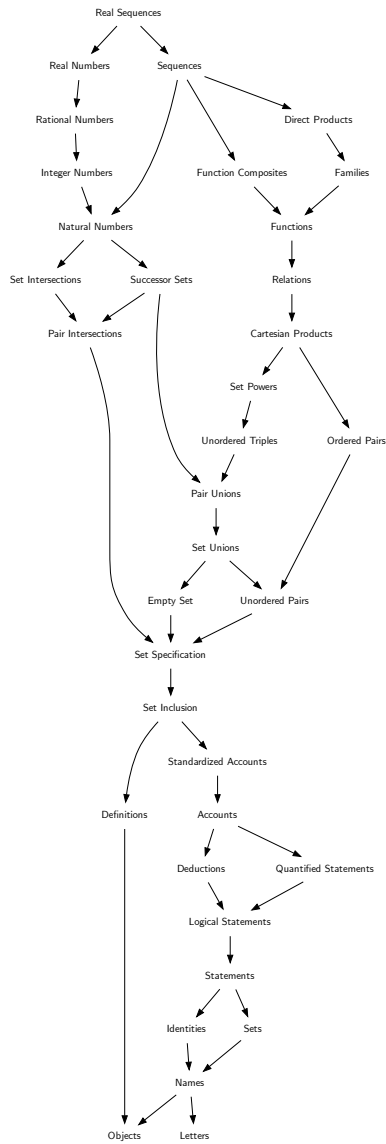 Real Sequences
Real Numbers
Sequences
Rational Numbers
Direct Products
Integer Numbers
Function Composites
Families
Natural Numbers
Functions
Set Intersections
Successor Sets
Relations
Pair Intersections
Cartesian Products
Set Powers
Unordered Triples
Ordered Pairs
Pair Unions
Set Unions
Empty Set
Unordered Pairs
Set Specification
Set Inclusion
Standardized Accounts
Definitions
Accounts
Deductions
Quantified Statements
Logical Statements
Statements
Identities
Sets
Names
Objects
Letters